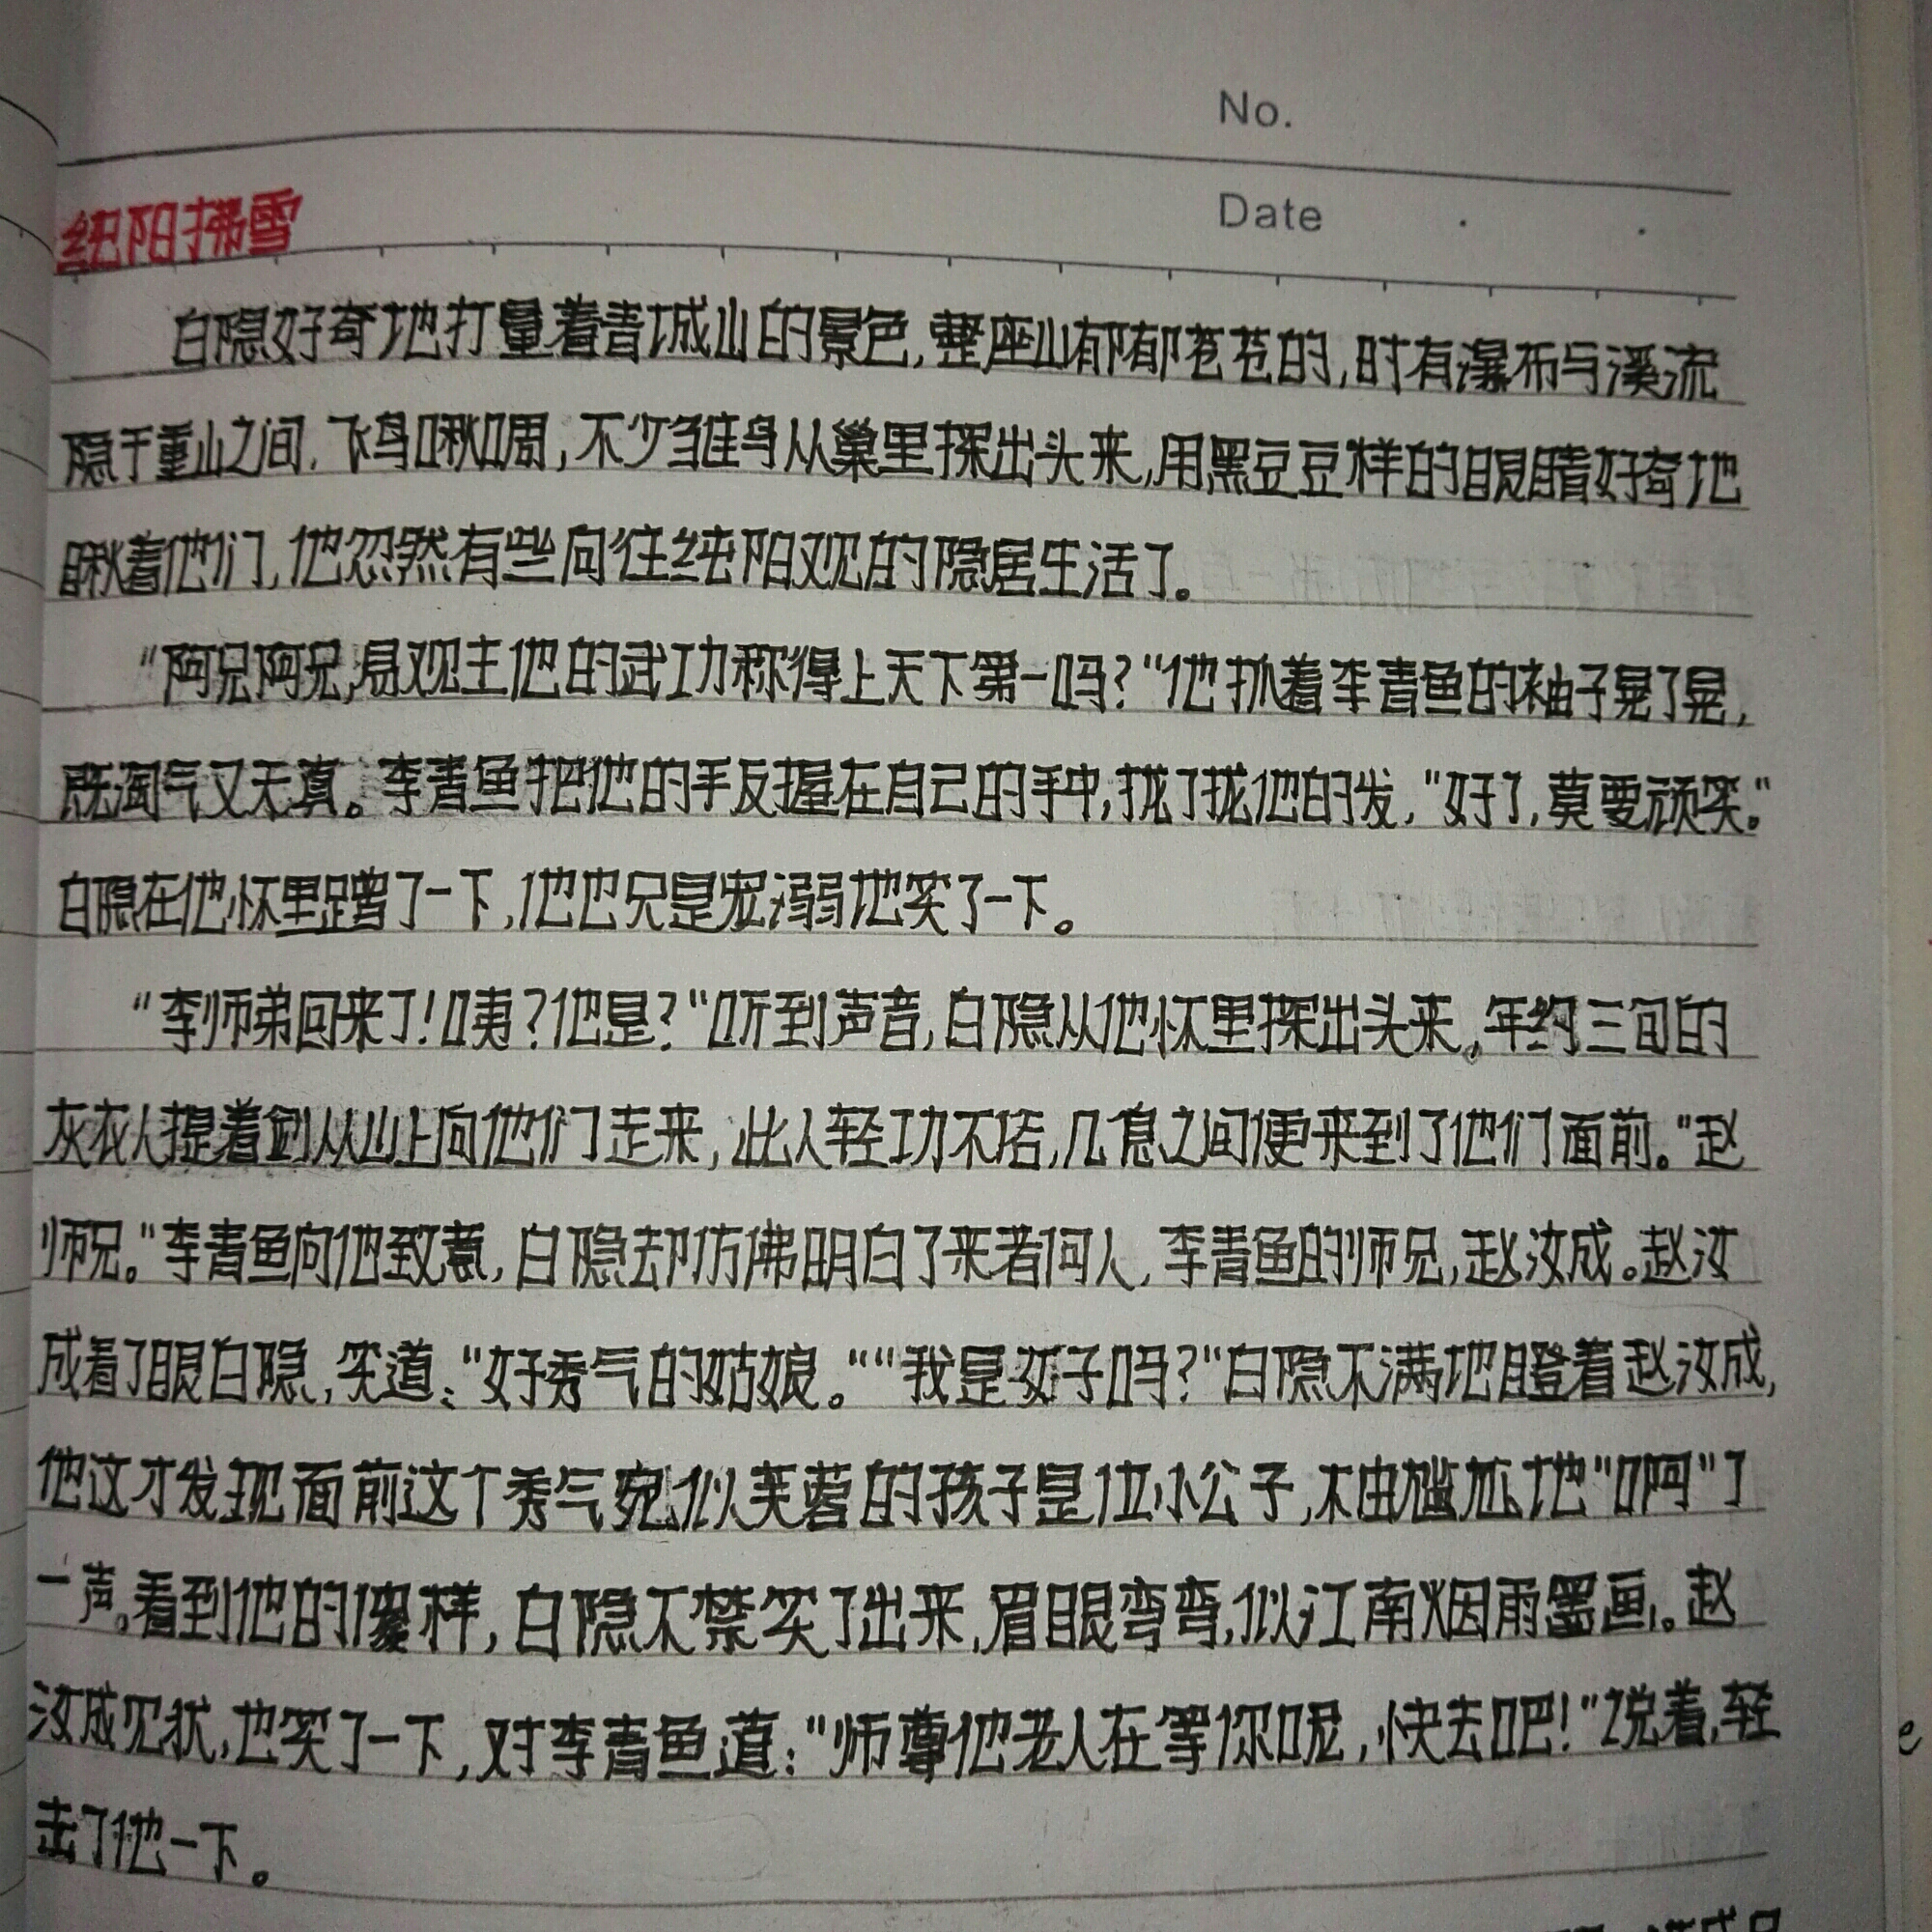 No.
Date
纯阳拂雪
白隐好奇地打量着青城山的景色,整座山郁郁苍苍的,时有瀑布与溪流
隐于重山之间.飞鸟啾啁,不少雏鸟从巢里探出头来,用黑豆豆样的眼睛好奇地
瞅着他们,他忽然有些向往纯阳观的隐居生活了。
"阿兄阿兄,易观主他的武功称得上天下第一吗?"他抓着李青鱼的袖子晃了晃,
既淘气又天真。李青鱼把他的手反握在自己的手中,拢了拢他的发,"好了,莫要顽笑。"
白隐在他怀里蹭了一下,他也只是宠溺地笑了一下。
"李师弟回来了!咦?他是?"听到声音,白隐从他怀里探出头来,年约三旬的
灰衣人提着剑从山上向他们走来,此人轻功不俗,几息之间便来到了他们面前。"赵
师兄。"李青鱼向他致意,白隐却仿佛明白了来者何人,李青鱼的师兄,赵汝成。赵汝
成看了眼白隐,笑道:"好秀气的姑娘。""我是女子吗?"白隐不满地瞪着赵汝成,
他这才发现面前这个秀气宛似芙蓉的孩子是位小公子,不由尴尬地"啊"了
一声,看到他的傻样,白隐不禁笑了出来,眉眼弯弯,似江南烟雨墨画。赵
汝成见状,也笑了一下,对李青鱼道:"师尊他老人在等你呢,快去吧!"说着,轻
击了他一下。